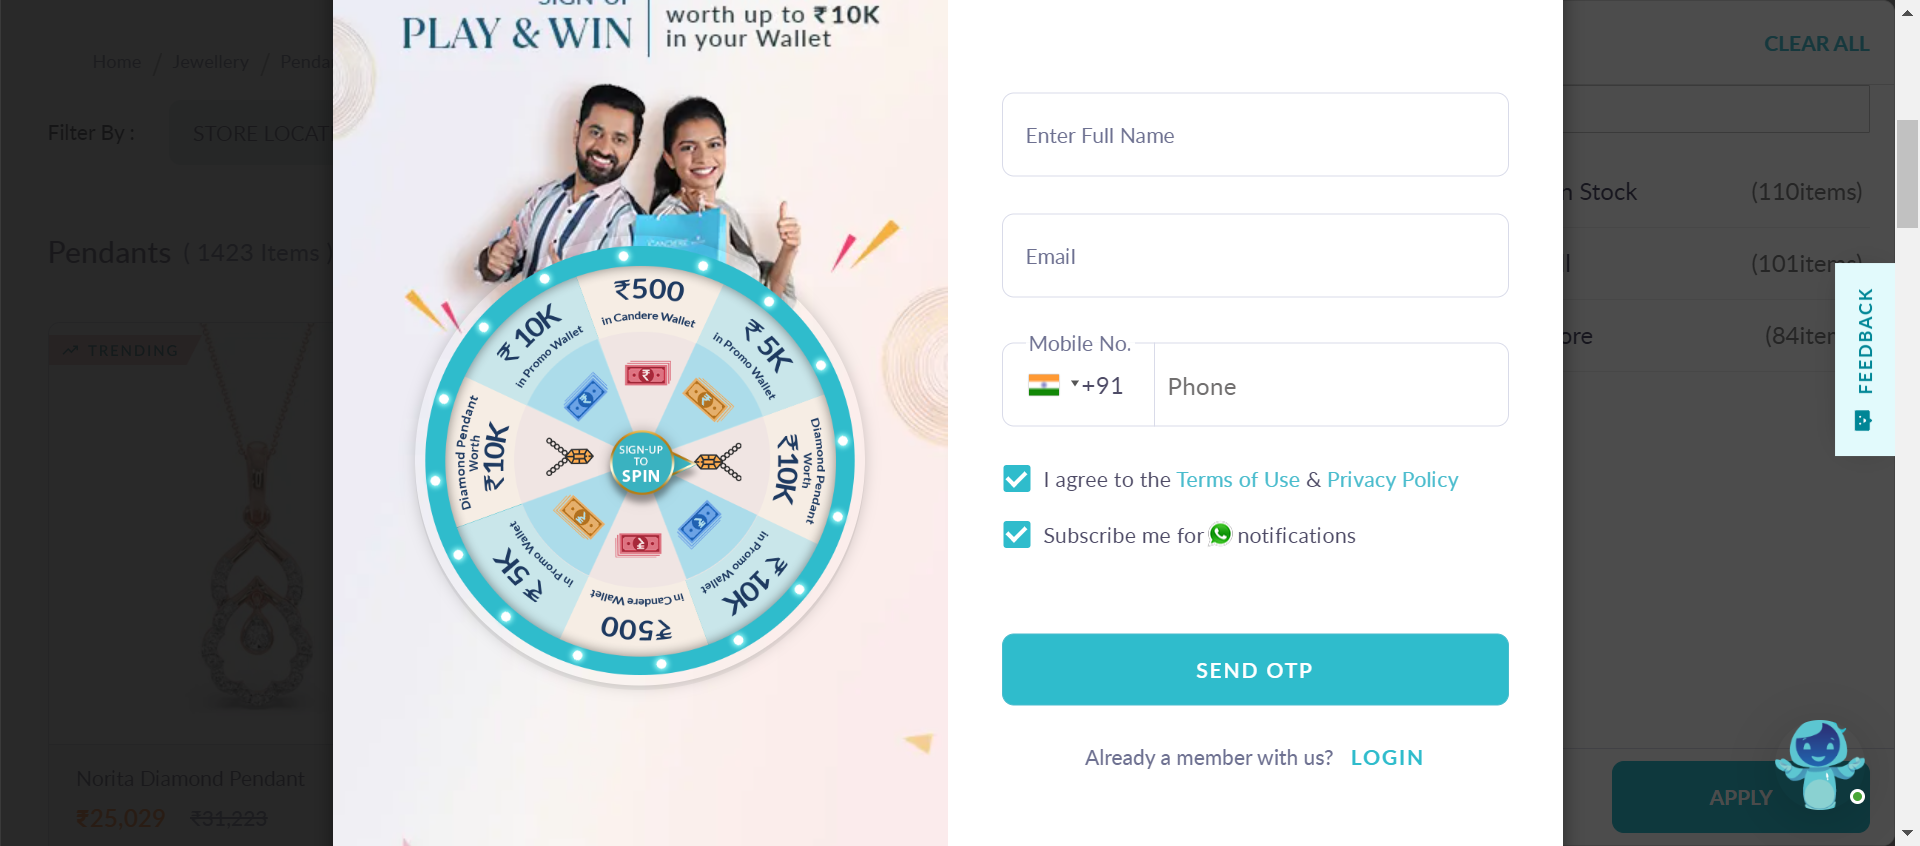 SIGN-UP
PLAY & WIN
worth up to ₹10K
in your Wallet
CLEAR ALL
Home / Jewellery / Penda
Filter By :
STORE LOCAT
Pendants ( 1423 Items )
TRENDING
Norita Diamond Pendant
₹25,029 ₹31,223
CANDERE
₹500
in Candere Wallet
₹ 5K
in Promo Wallet
Diamond Pendant
Worth
₹10K
₹ 10K
in Promo Wallet
₹500
in Candere Wallet
₹ 5K
in Promo Wallet
Diamond Pendant
Worth
₹10K
₹ 10K
in Promo Wallet
SIGN-UP
TO
SPIN
Enter Full Name
Email
Mobile No.
+91
Phone
I agree to the Terms of Use & Privacy Policy
Subscribe me for notifications
SEND OTP
Already a member with us? LOGIN
n Stock (110items)
l (101items)
ore (84iter
FEEDBACK
APPLY